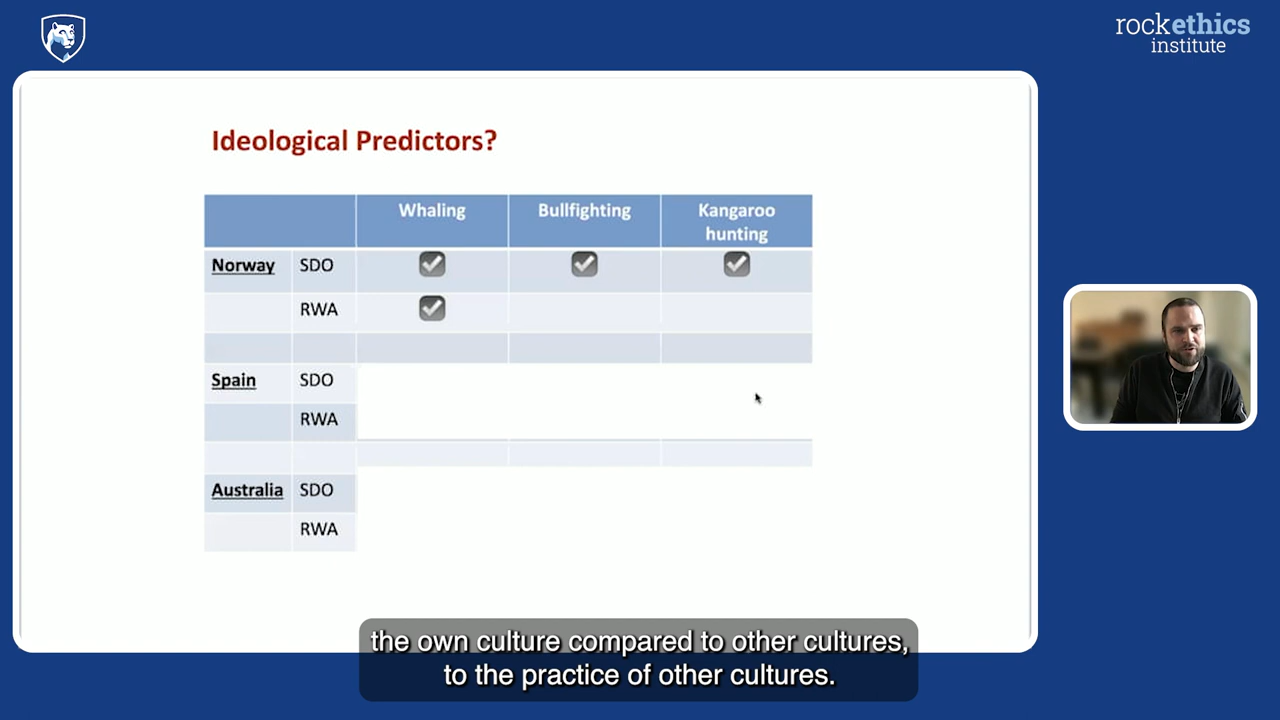 rockethics
institute
Ideological Predictors?
Whaling Bullfighting Kangaroo
hunting
Norway SDO
RWA
Spain SDO
RWA
Australia SDO
RWA
the own culture compared to other cultures,
to the practice of other cultures.